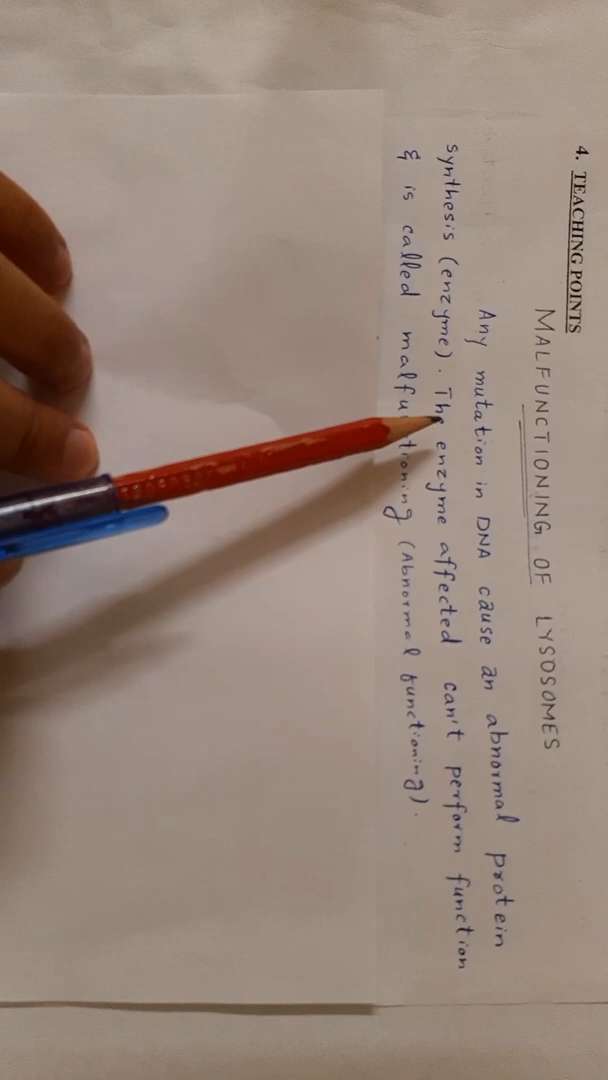 4. TEACHING POINTS
MALFUNCTIONING OF LYSOSOMES
Any mutation in DNA cause an abnormal protein
synthesis (enzyme). The enzyme affected can't perform function
& is called malfunctioning (Abnormal functioning).